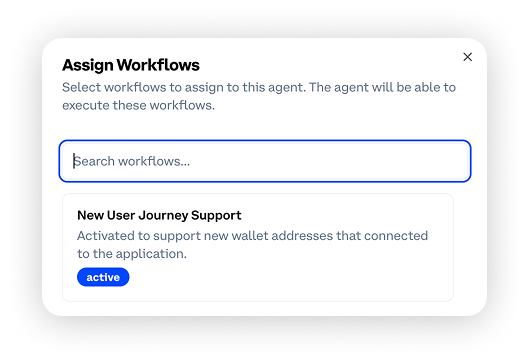 Assign Workflows
Select workflows to assign to this agent. The agent will be able to
execute these workflows.
Search workflows...
New User Journey Support
Activated to support new wallet addresses that connected
to the application.
active